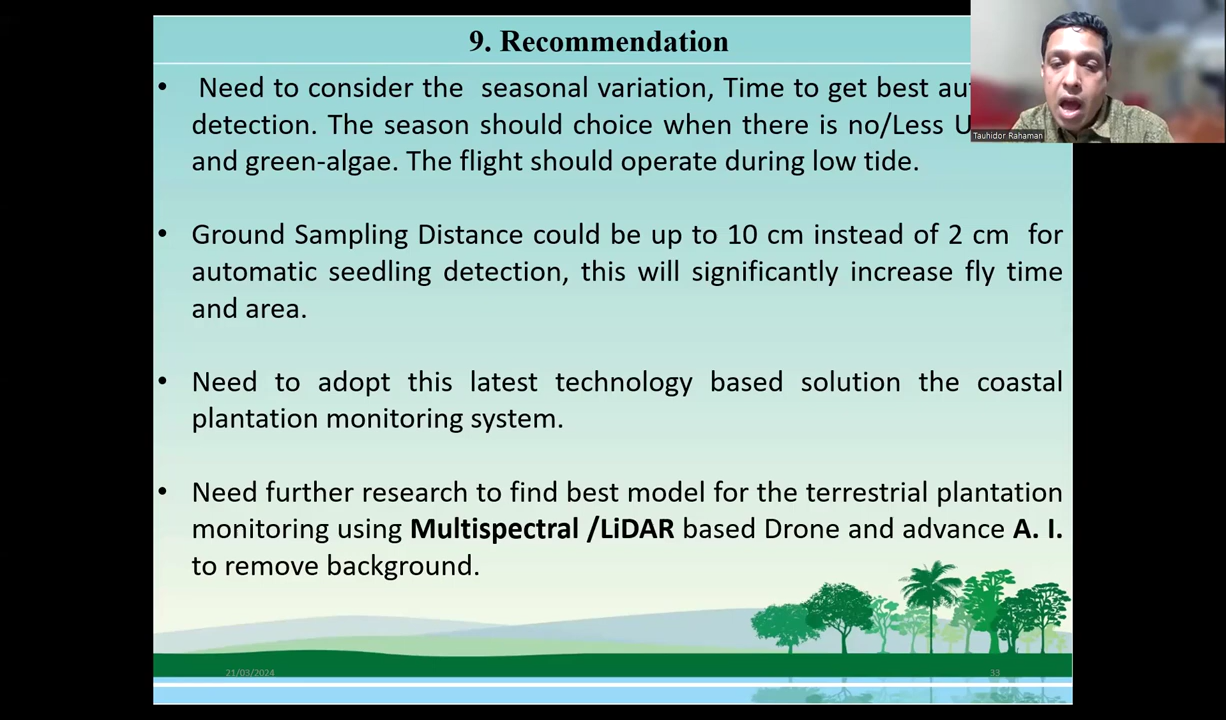 9. Recommendation
• Need to consider the seasonal variation, Time to get best
detection. The season should choice when there is no/Less
and green-algae. The flight should operate during low tide.
• Ground Sampling Distance could be up to 10 cm instead of 2 cm for
automatic seedling detection, this will significantly increase fly time
and area.
• Need to adopt this latest technology based solution the coastal
plantation monitoring system.
• Need further research to find best model for the terrestrial plantation
monitoring using Multispectral /LiDAR based Drone and advance A. I.
to remove background.
21/03/2024
33
Tauhidor Rahaman